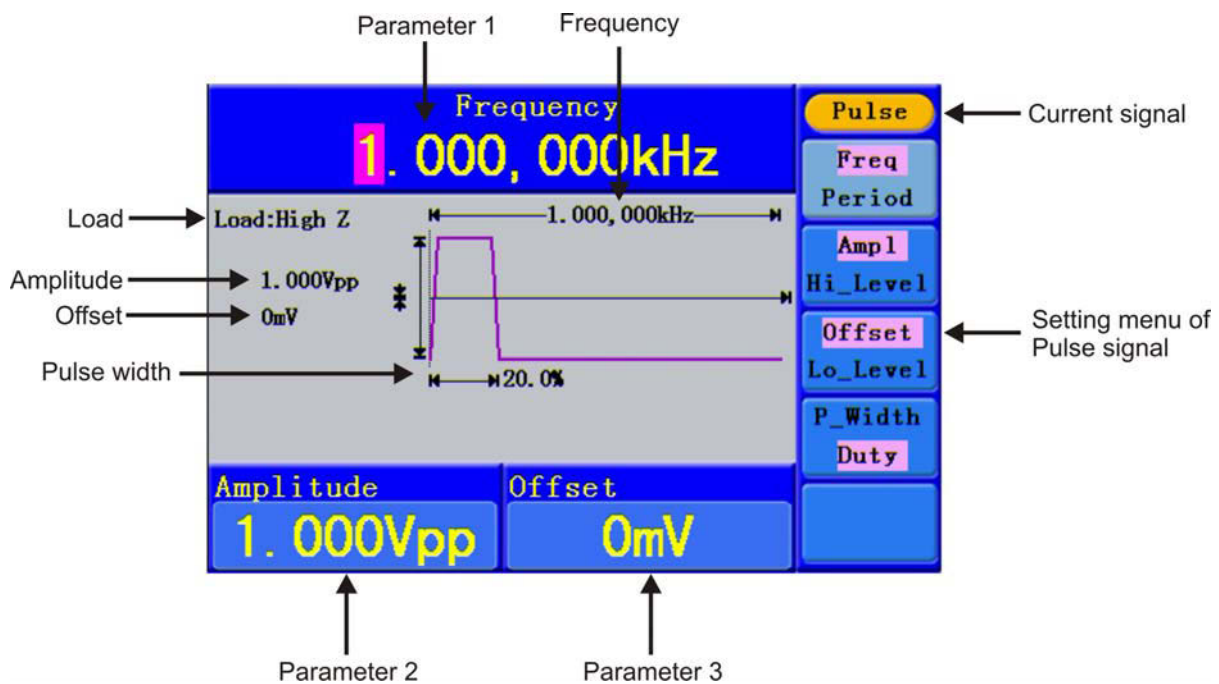 Parameter 1
Frequency
Frequency
1.000,000kHz
Pulse
Current signal
Freq
Period
Load
Load:High Z
1.000,000kHz
Ampl
Hi_Level
Amplitude
1.000Vpp
Offset
0mV
Offset
Lo_Level
Setting menu of
Pulse signal
Pulse width
20.0%
P_Width
Duty
Amplitude
1.000Vpp
Offset
0mV
Parameter 2
Parameter 3